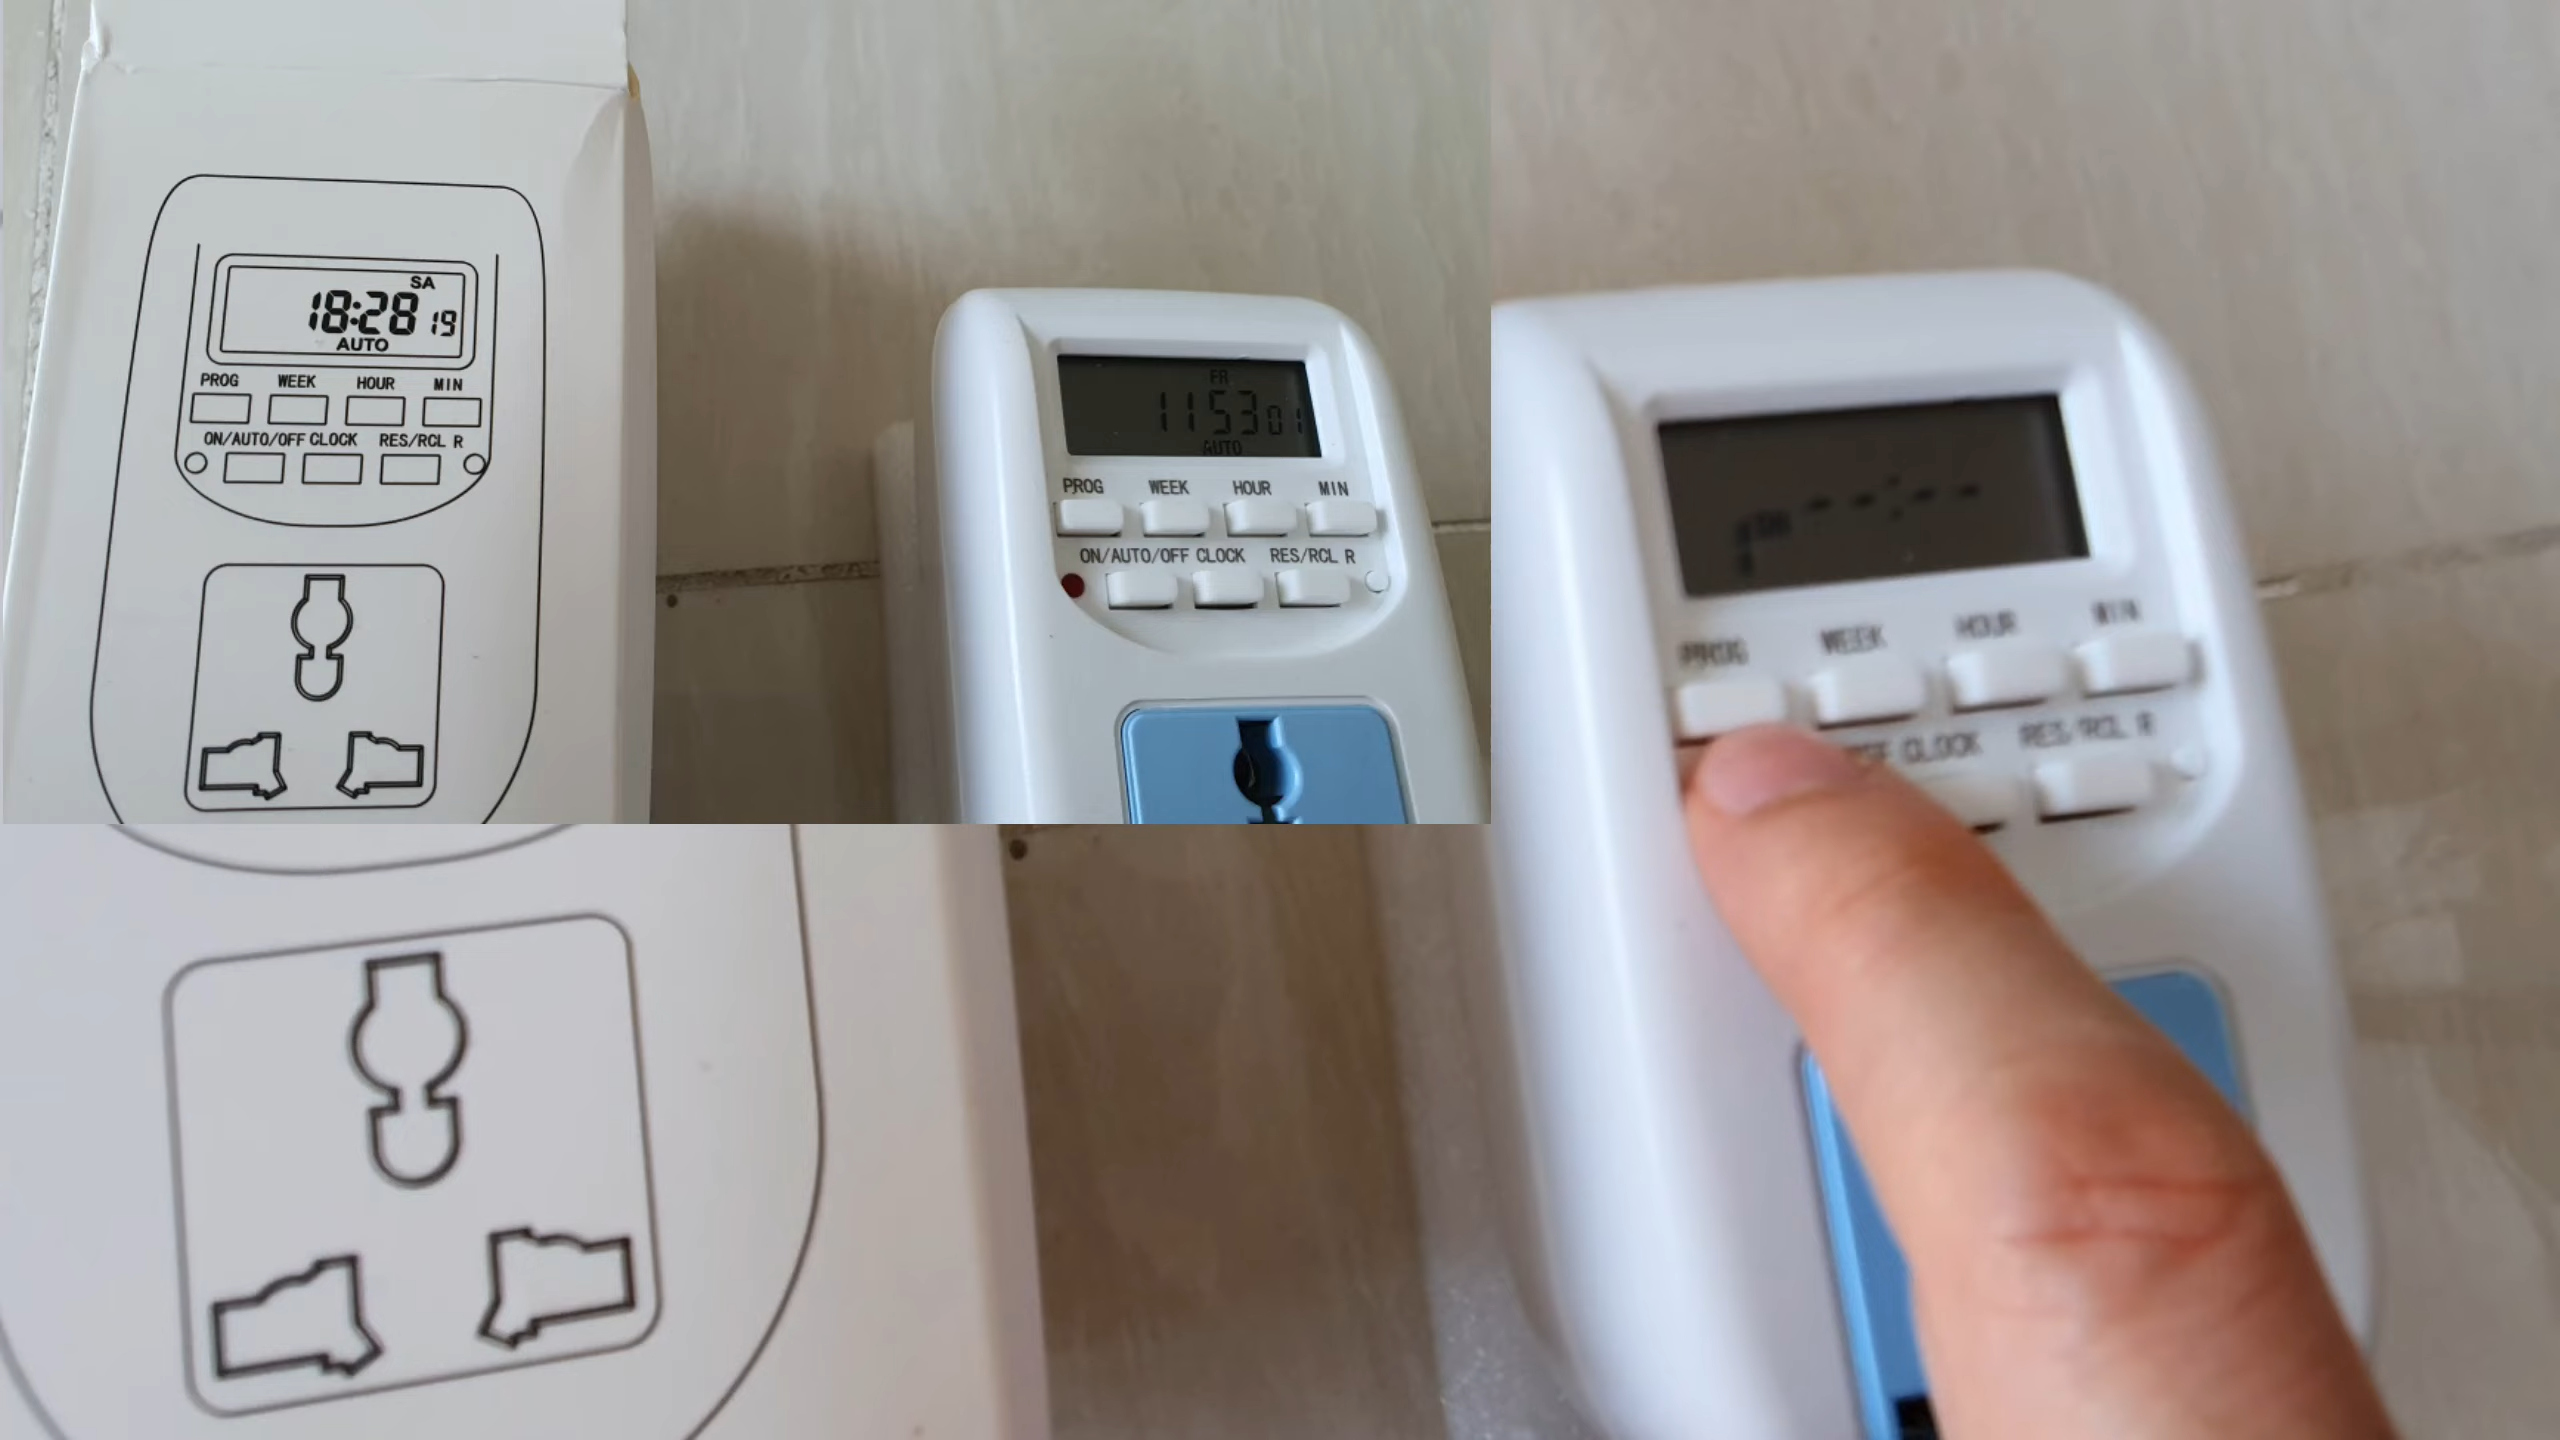 SA
18:28 19
AUTO
PROG WEEK HOUR MIN
ON/AUTO/OFF CLOCK RES/RCL R
FR
11 53 01
AUTO
PROG WEEK HOUR MIN
ON/AUTO/OFF CLOCK RES/RCL R
--:--
PROG WEEK HOUR MIN
CLOCK RES/RCL R